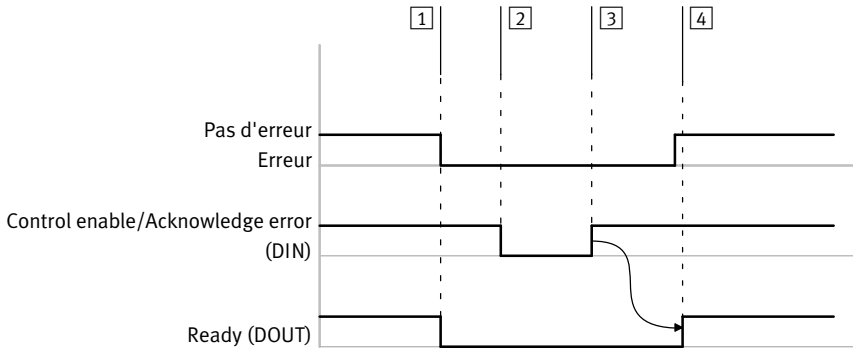 1 2 3 4
Pas d'erreur
Erreur
Control enable/Acknowledge error
(DIN)
Ready (DOUT)